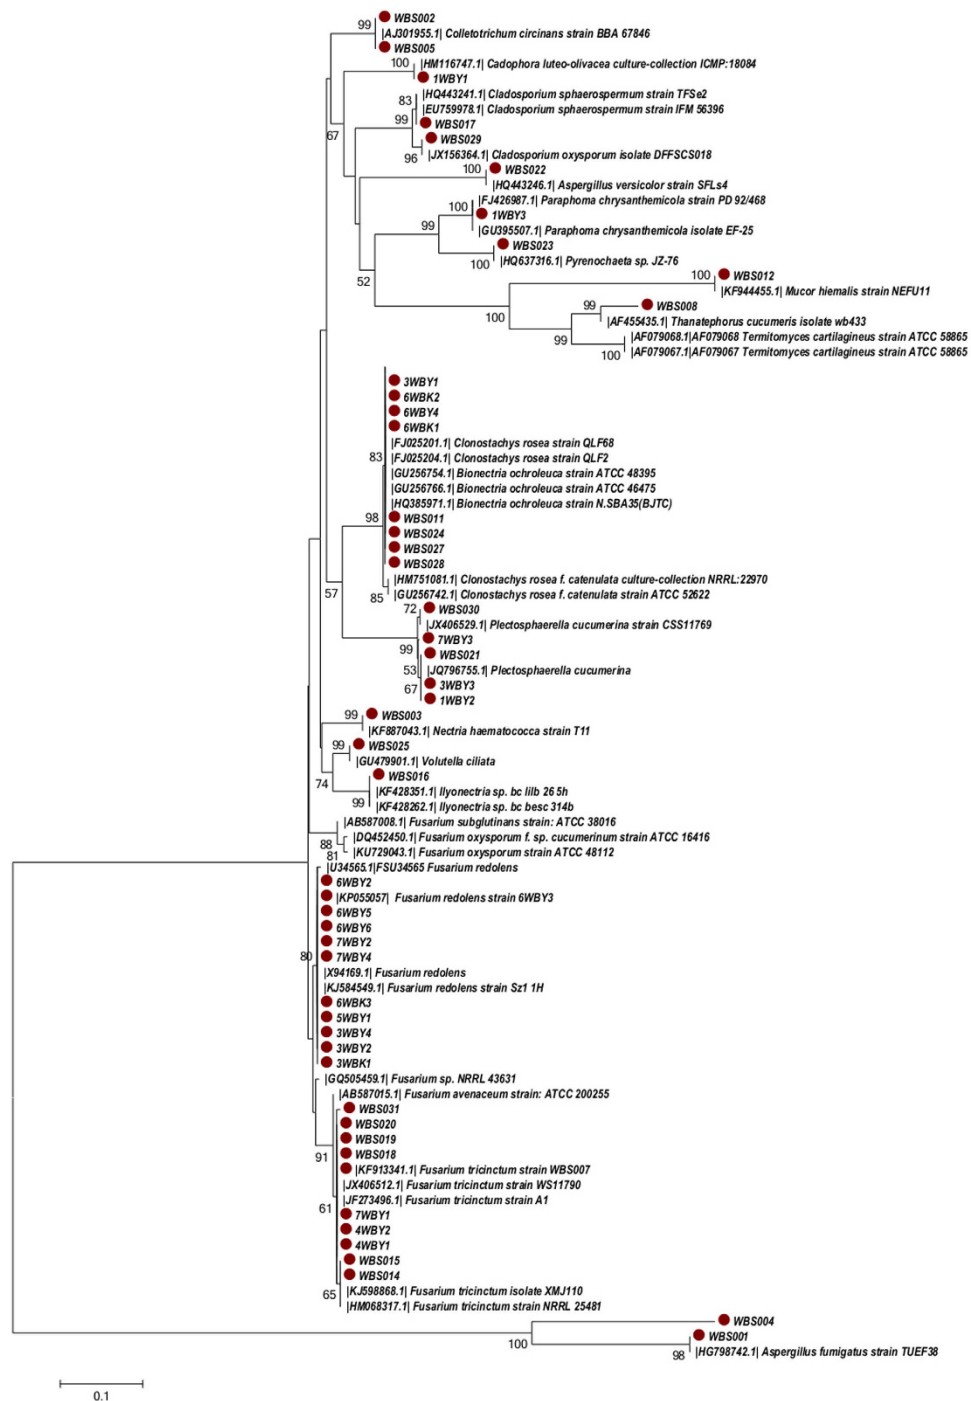 WBS002
99
|AJ301955.1| Colletotrichum circinans strain BBA 67846
WBS005
|HM116747.1| Cadophora luteo-olivacea culture-collection ICMP:18084
100
1WBY1
|HQ443241.1| Cladosporium sphaerospermum strain TFSe2
83
|EU759978.1| Cladosporium sphaerospermum strain IFM 56396
99
WBS017
67
WBS029
96
|JX156364.1| Cladosporium oxysporum isolate DFFSCS018
100
WBS022
|HQ443246.1| Aspergillus versicolor strain SFLs4
|FJ426987.1| Paraphoma chrysanthemicola strain PD 92/468
100
1WBY3
99
|GU395507.1| Paraphoma chrysanthemicola isolate EF-25
WBS023
100
|HQ637316.1| Pyrenochaeta sp. JZ-76
100
WBS012
52
|KF944455.1| Mucor hiemalis strain NEFU11
99
WBS008
100
|AF455435.1| Thanatephorus cucumeris isolate wb433
99
|AF079068.1|AF079068 Termitomyces cartilagineus strain ATCC 58865
100
|AF079067.1|AF079067 Termitomyces cartilagineus strain ATCC 58865
3WBY1
6WBK2
6WBY4
6WBK1
|FJ025201.1| Clonostachys rosea strain QLF68
83
|FJ025204.1| Clonostachys rosea strain QLF2
|GU256754.1| Bionectria ochroleuca strain ATCC 48395
|GU256766.1| Bionectria ochroleuca strain ATCC 46475
|HQ385971.1| Bionectria ochroleuca strain N.SBA35(BJTC)
98
WBS011
WBS024
WBS027
WBS028
|HM751081.1| Clonostachys rosea f. catenulata culture-collection NRRL:22970
57
85
|GU256742.1| Clonostachys rosea f. catenulata strain ATCC 52622
72
WBS030
|JX406529.1| Plectosphaerella cucumerina strain CSS11769
7WBY3
99
WBS021
53
|JQ796755.1| Plectosphaerella cucumerina
67
3WBY3
1WBY2
99
WBS003
|KF887043.1| Nectria haematococca strain T11
99
WBS025
|GU479901.1| Volutella ciliata
74
WBS016
|KF428351.1| Ilyonectria sp. bc lilb 26 5h
99
|KF428262.1| Ilyonectria sp. bc besc 314b
|AB587008.1| Fusarium subglutinans strain: ATCC 38016
|DQ452450.1| Fusarium oxysporum f. sp. cucumerinum strain ATCC 16416
88
|KU729043.1| Fusarium oxysporum strain ATCC 48112
81
|U34565.1|FSU34565 Fusarium redolens
6WBY2
|KP055057| Fusarium redolens strain 6WBY3
6WBY5
6WBY6
7WBY2
80
7WBY4
|X94169.1| Fusarium redolens
|KJ584549.1| Fusarium redolens strain Sz1 1H
6WBK3
5WBY1
3WBY4
3WBY2
3WBK1
|GQ505459.1| Fusarium sp. NRRL 43631
|AB587015.1| Fusarium avenaceum strain: ATCC 200255
WBS031
WBS020
WBS019
91
WBS018
|KF913341.1| Fusarium tricinctum strain WBS007
|JX406512.1| Fusarium tricinctum strain WS11790
|JF273496.1| Fusarium tricinctum strain A1
61
7WBY1
4WBY2
4WBY1
WBS015
WBS014
65
|KJ598868.1| Fusarium tricinctum isolate XMJ110
|HM068317.1| Fusarium tricinctum strain NRRL 25481
WBS004
100
WBS001
98
|HG798742.1| Aspergillus fumigatus strain TUEF38
0.1